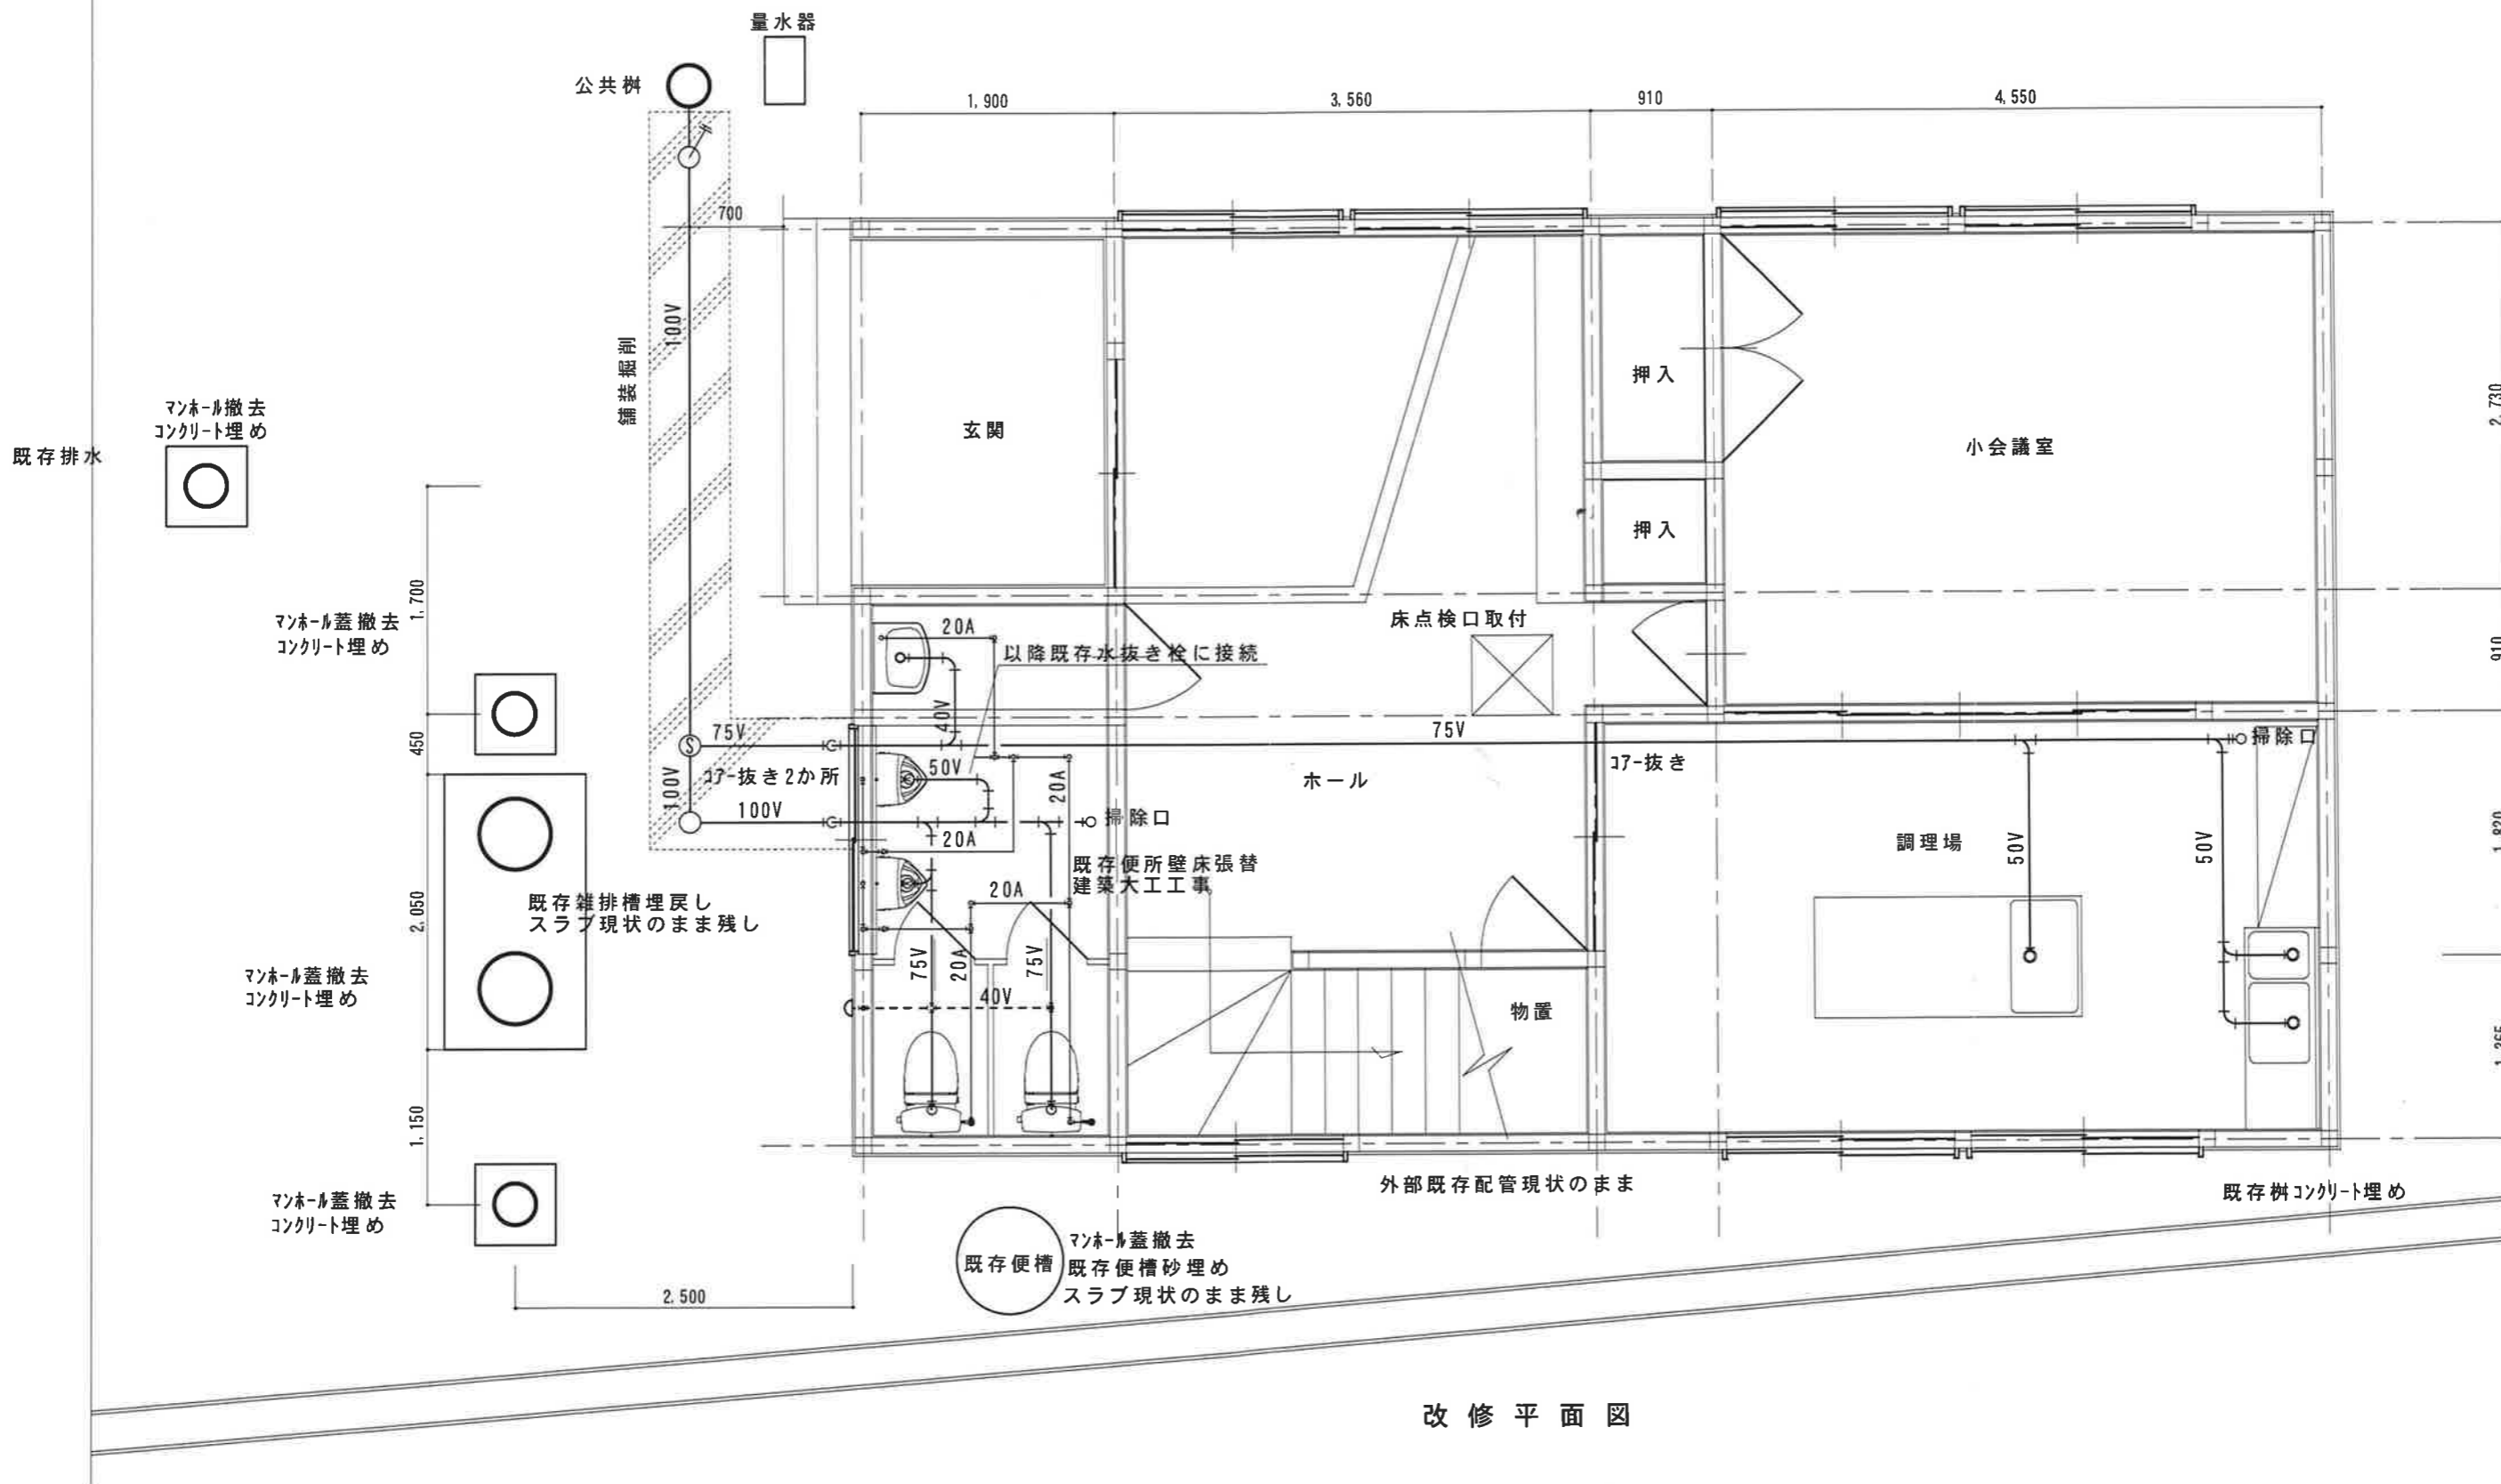 量水器
公共桝
1,900
3,560
910
4,550
700
100V
舗装掘削
マンホール撤去
コンクリート埋め
既存排水
玄関
押入
小会議室
2,730
押入
1,700
マンホール蓋撤去
コンクリート埋め
床点検口取付
20A
以降既存水抜き栓に接続
910
40V
450
S
75V
75V
掃除口
100V
コアー抜き2か所
50V
20A
ホール
コアー抜き
100V
掃除口
20A
調理場
50V
50V
1,820
既存便所壁床張替
建築大工工事
20A
2,050
既存雑排槽埋戻し
スラブ現状のまま残し
75V
20A
75V
マンホール蓋撤去
コンクリート埋め
40V
物置
1,365
1,150
マンホール蓋撤去
コンクリート埋め
外部既存配管現状のまま
既存桝コンクリート埋め
既存便槽
マンホール蓋撤去
既存便槽砂埋め
スラブ現状のまま残し
2,500
改修平面図